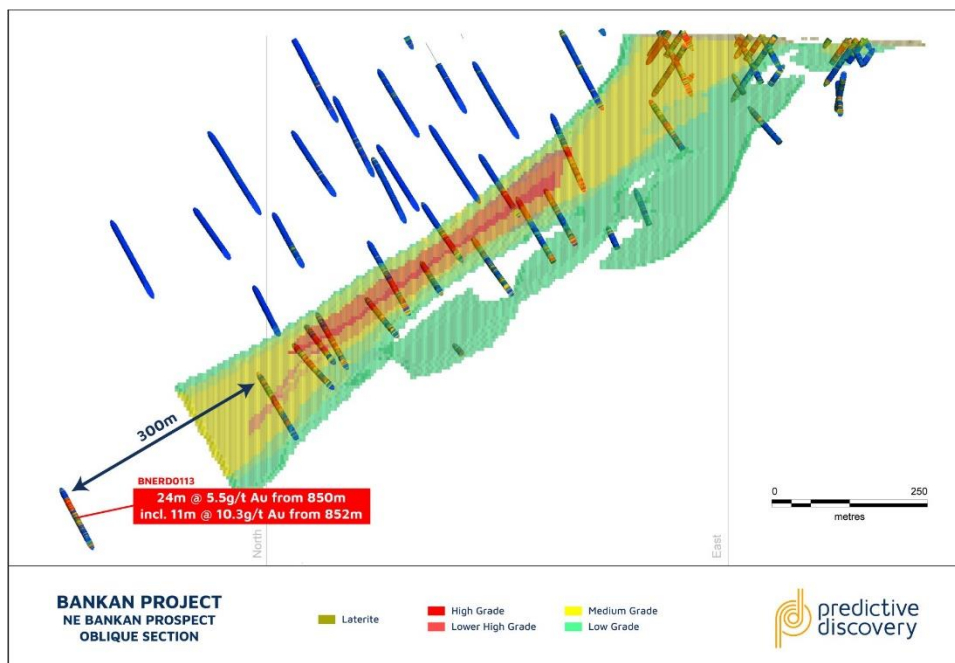 300m
BNERD0113
24m @ 5.5g/t Au from 850m
incl. 11m @ 10.3g/t Au from 852m
North
East
0 250
metres
BANKAN PROJECT
NE BANKAN PROSPECT
OBLIQUE SECTION
Laterite
High Grade
Lower High Grade
Medium Grade
Low Grade
predictive
discovery